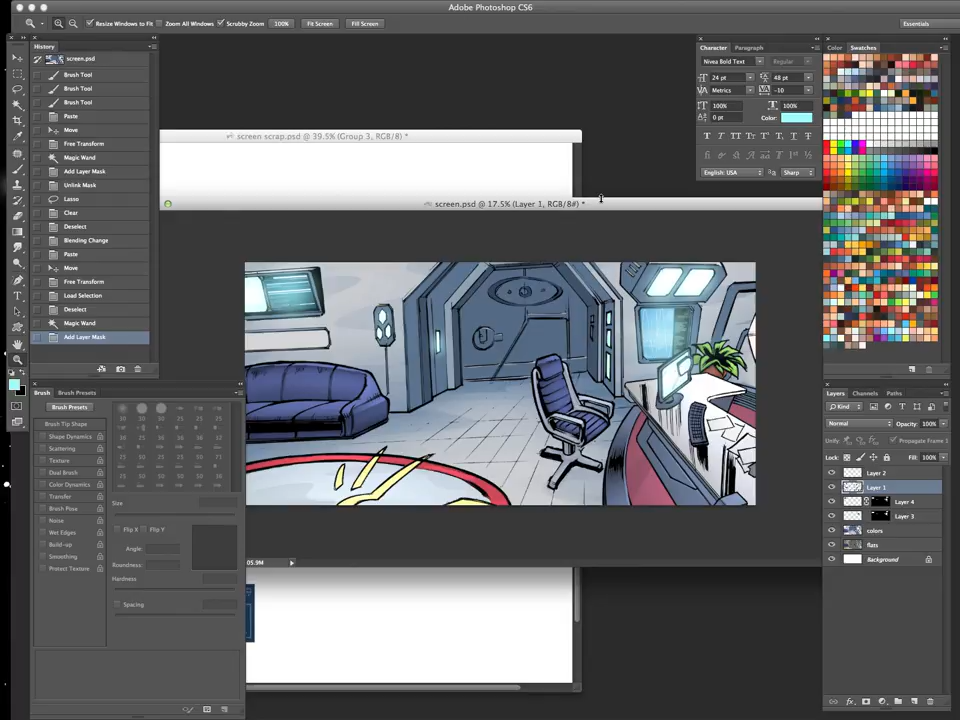 Adobe Photoshop CS6
Resize Windows to Fit Zoom All Windows Scrubby Zoom 100% Fit Screen Fill Screen Essentials
History
screen.psd
Brush Tool
Brush Tool
Brush Tool
Paste
Move
Free Transform
Magic Wand
Add Layer Mask
Unlink Mask
Lasso
Clear
Deselect
Blending Change
Paste
Move
Free Transform
Load Selection
Deselect
Magic Wand
Add Layer Mask
screen scrap.psd @ 39.5% (Group 3, RGB/8) *
screen.psd @ 17.5% (Layer 1, RGB/8#) *
05.9M
Character Paragraph
Nivea Bold Text Regular
24 pt 48 pt
Metrics -10
100% 100%
0 pt Color:
English: USA Sharp
Color Swatches
Brush Brush Presets
Brush Presets
Brush Tip Shape
Shape Dynamics
Scattering
Texture
Dual Brush
Color Dynamics
Transfer
Brush Pose
Noise
Wet Edges
Build-up
Smoothing
Protect Texture
Size
Flip X Flip Y
Angle:
Roundness:
Hardness
Spacing
Layers Channels Paths
Kind
Normal Opacity: 100%
Unify: Propagate Frame 1
Lock: Fill: 100%
Layer 2
Layer 1
Layer 4
Layer 3
colors
flats
Background